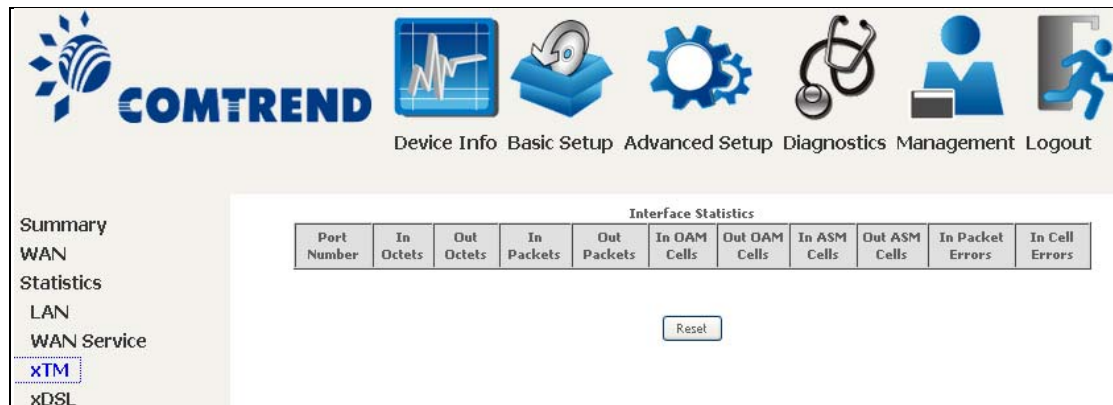 COMTREND
Device Info Basic Setup Advanced Setup Diagnostics Management Logout
Summary
WAN
Statistics
LAN
WAN Service
xTM
xDSL
Interface Statistics
Port Number In Octets Out Octets In Packets Out Packets In OAM Cells Out OAM Cells In ASM Cells Out ASM Cells In Packet Errors In Cell Errors
Reset